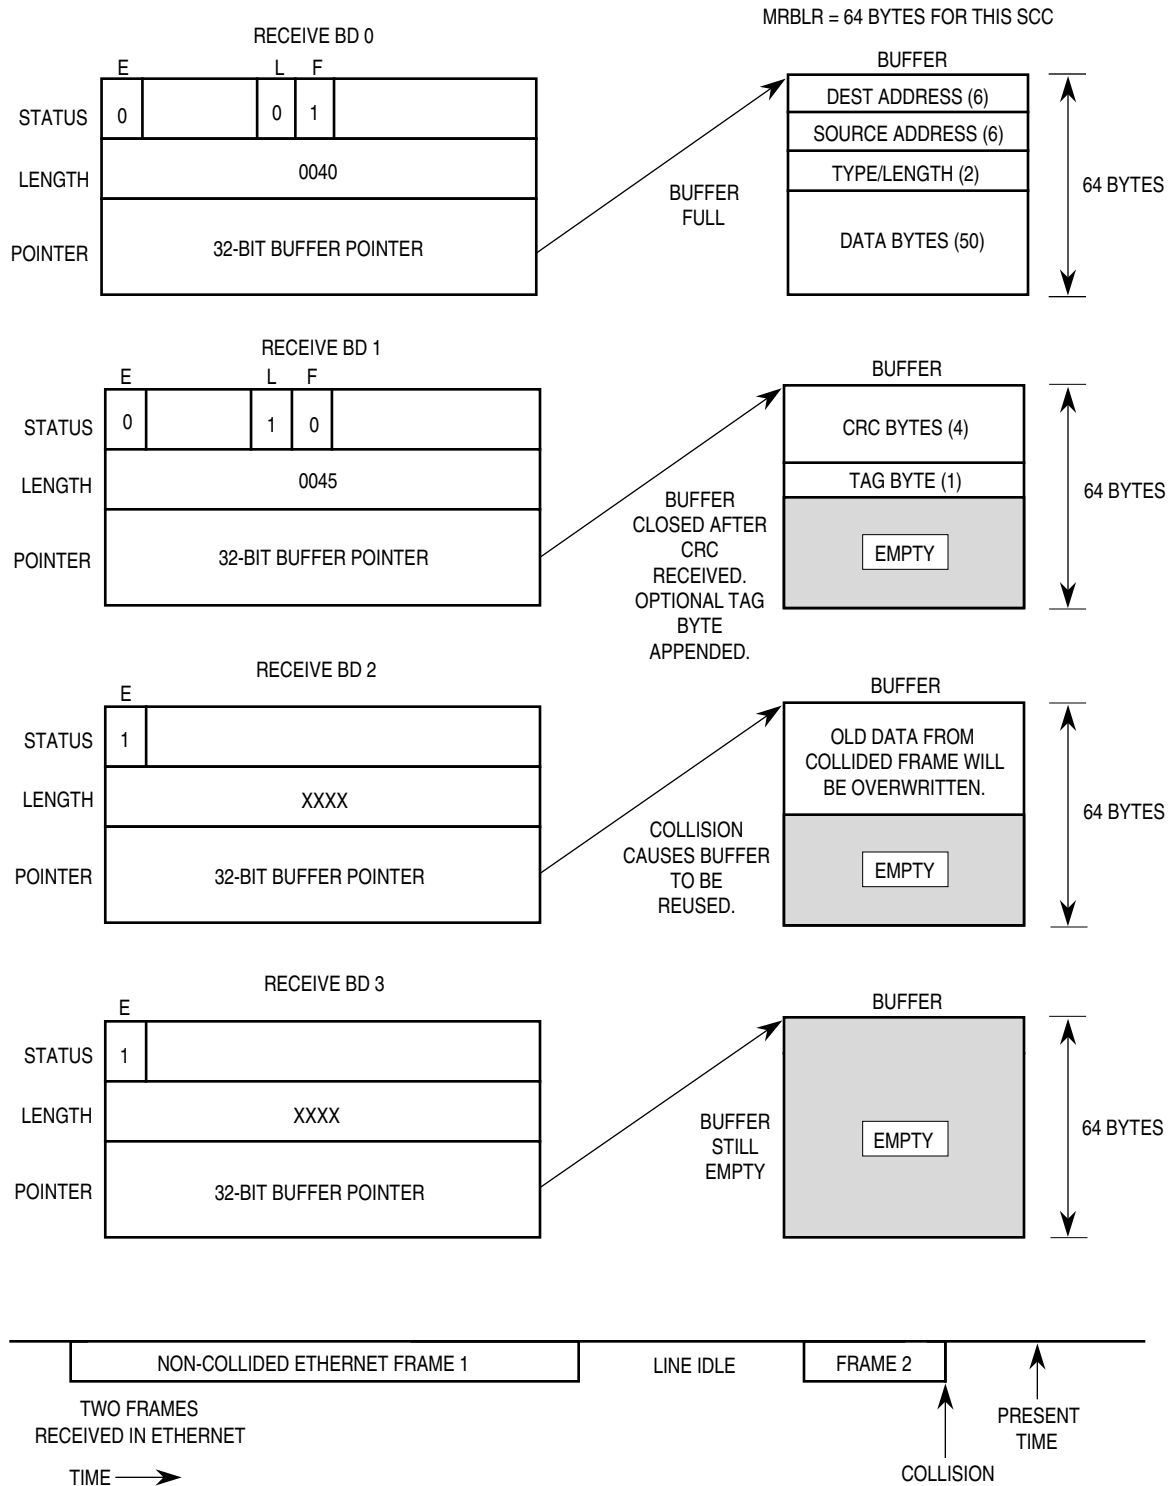 MRBLR = 64 BYTES FOR THIS SCC
RECEIVE BD 0
E L F
STATUS 0 0 1
LENGTH 0040
POINTER 32-BIT BUFFER POINTER
BUFFER
FULL
BUFFER
DEST ADDRESS (6)
SOURCE ADDRESS (6)
TYPE/LENGTH (2)
DATA BYTES (50)
64 BYTES
RECEIVE BD 1
E L F
STATUS 0 1 0
LENGTH 0045
POINTER 32-BIT BUFFER POINTER
BUFFER
CLOSED AFTER
CRC
RECEIVED.
OPTIONAL TAG
BYTE
APPENDED.
BUFFER
CRC BYTES (4)
TAG BYTE (1)
EMPTY
64 BYTES
RECEIVE BD 2
E
STATUS 1
LENGTH XXXX
POINTER 32-BIT BUFFER POINTER
COLLISION
CAUSES BUFFER
TO BE
REUSED.
BUFFER
OLD DATA FROM
COLLIDED FRAME WILL
BE OVERWRITTEN.
EMPTY
64 BYTES
RECEIVE BD 3
E
STATUS 1
LENGTH XXXX
POINTER 32-BIT BUFFER POINTER
BUFFER
STILL
EMPTY
BUFFER
EMPTY
64 BYTES
NON-COLLIDED ETHERNET FRAME 1 LINE IDLE FRAME 2
TWO FRAMES
RECEIVED IN ETHERNET
TIME
COLLISION
PRESENT
TIME